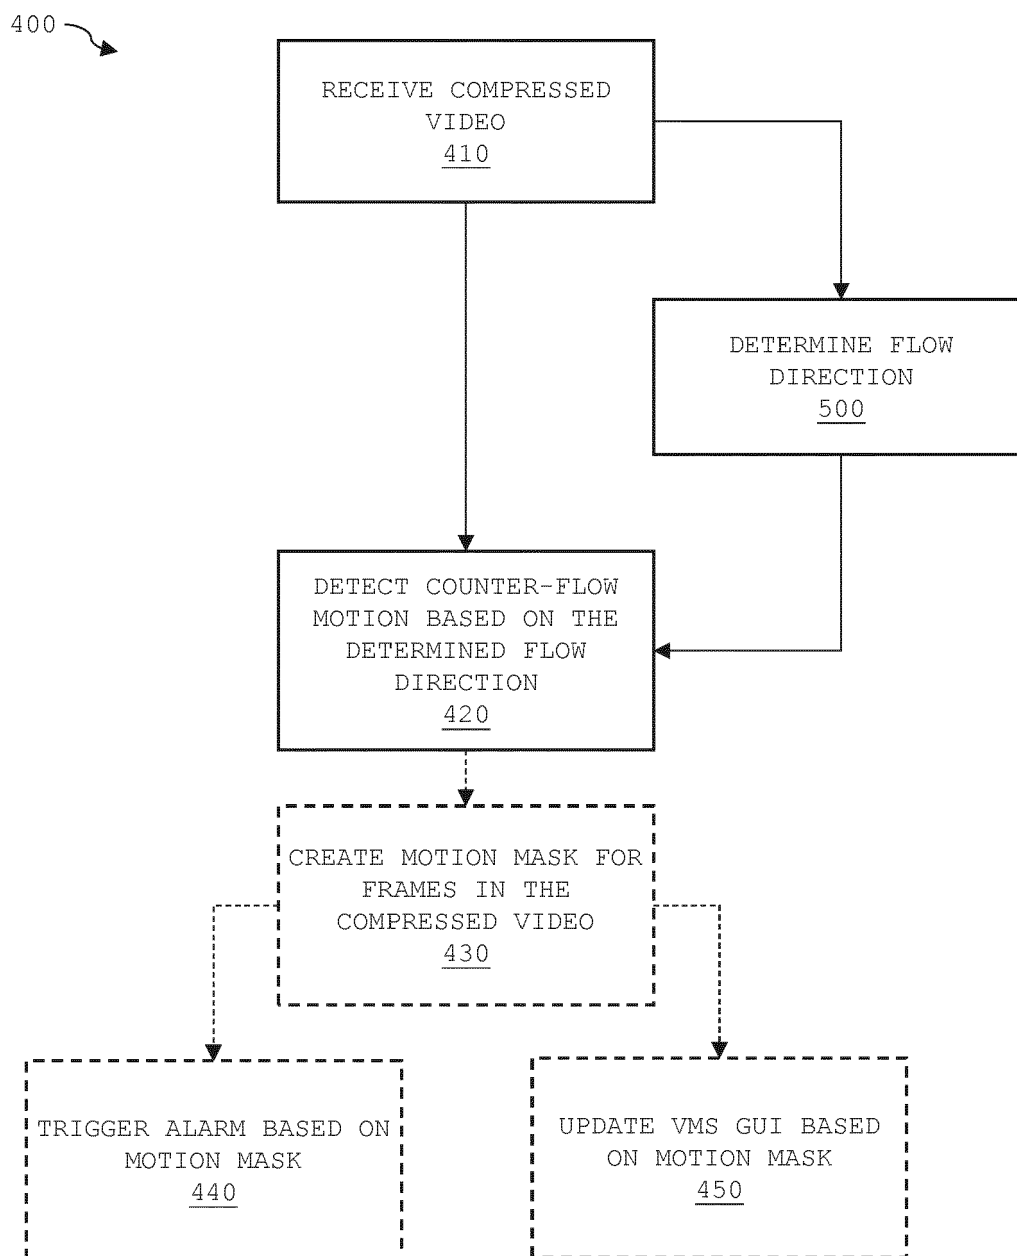 400
RECEIVE COMPRESSED
VIDEO
410
DETERMINE FLOW
DIRECTION
500
DETECT COUNTER-FLOW
MOTION BASED ON THE
DETERMINED FLOW
DIRECTION
420
CREATE MOTION MASK FOR
FRAMES IN THE
COMPRESSED VIDEO
430
TRIGGER ALARM BASED ON
MOTION MASK
440
UPDATE VMS GUI BASED
ON MOTION MASK
450